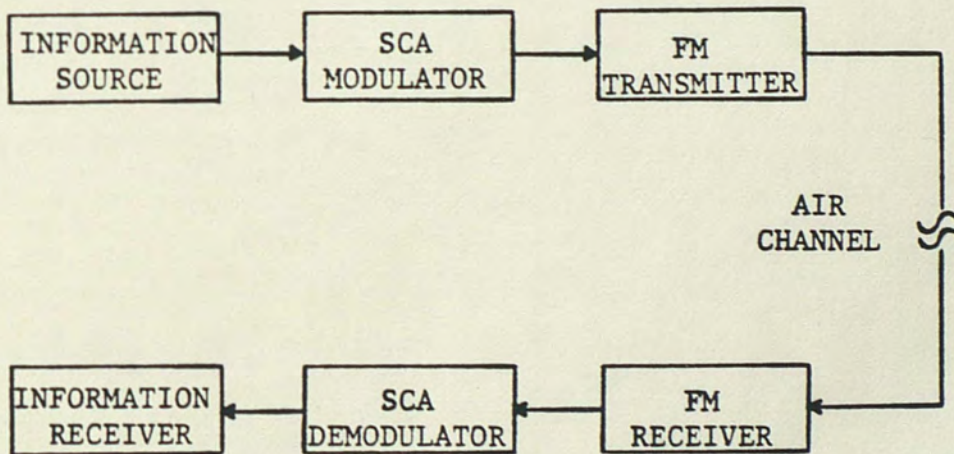 INFORMATION
SOURCE
SCA
MODULATOR
FM
TRANSMITTER
AIR
CHANNEL
INFORMATION
RECEIVER
SCA
DEMODULATOR
FM
RECEIVER